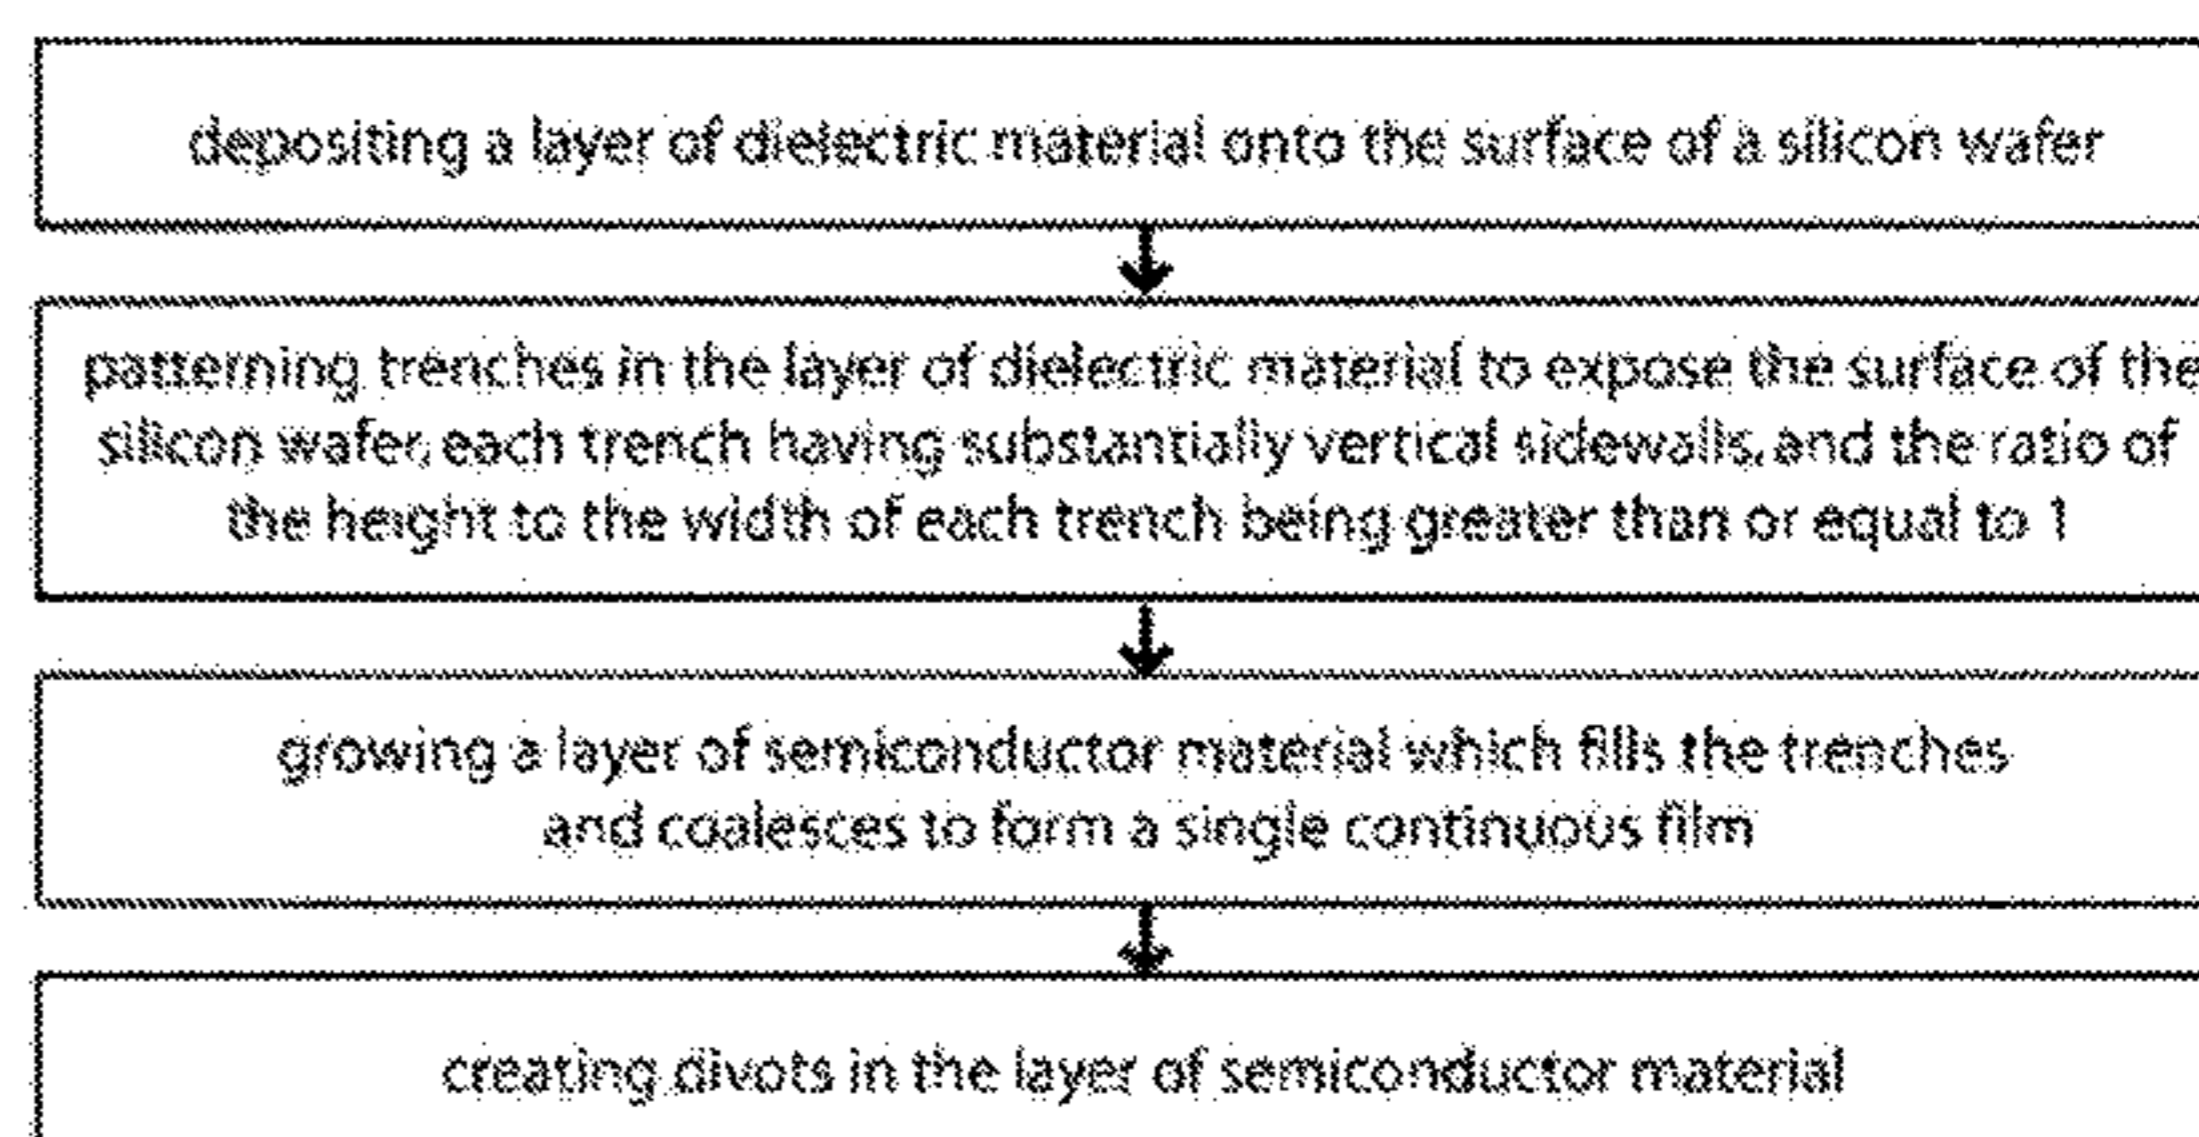 depositing a layer of dielectric material onto the surface of a silicon wafer
patterning trenches in the layer of dielectric material to expose the surface of the
silicon wafer, each trench having substantially vertical sidewalls, and the ratio of
the height to the width of each trench being greater than or equal to 1
growing a layer of semiconductor material which fills the trenches
and coalesces to form a single continuous film
creating divots in the layer of semiconductor material